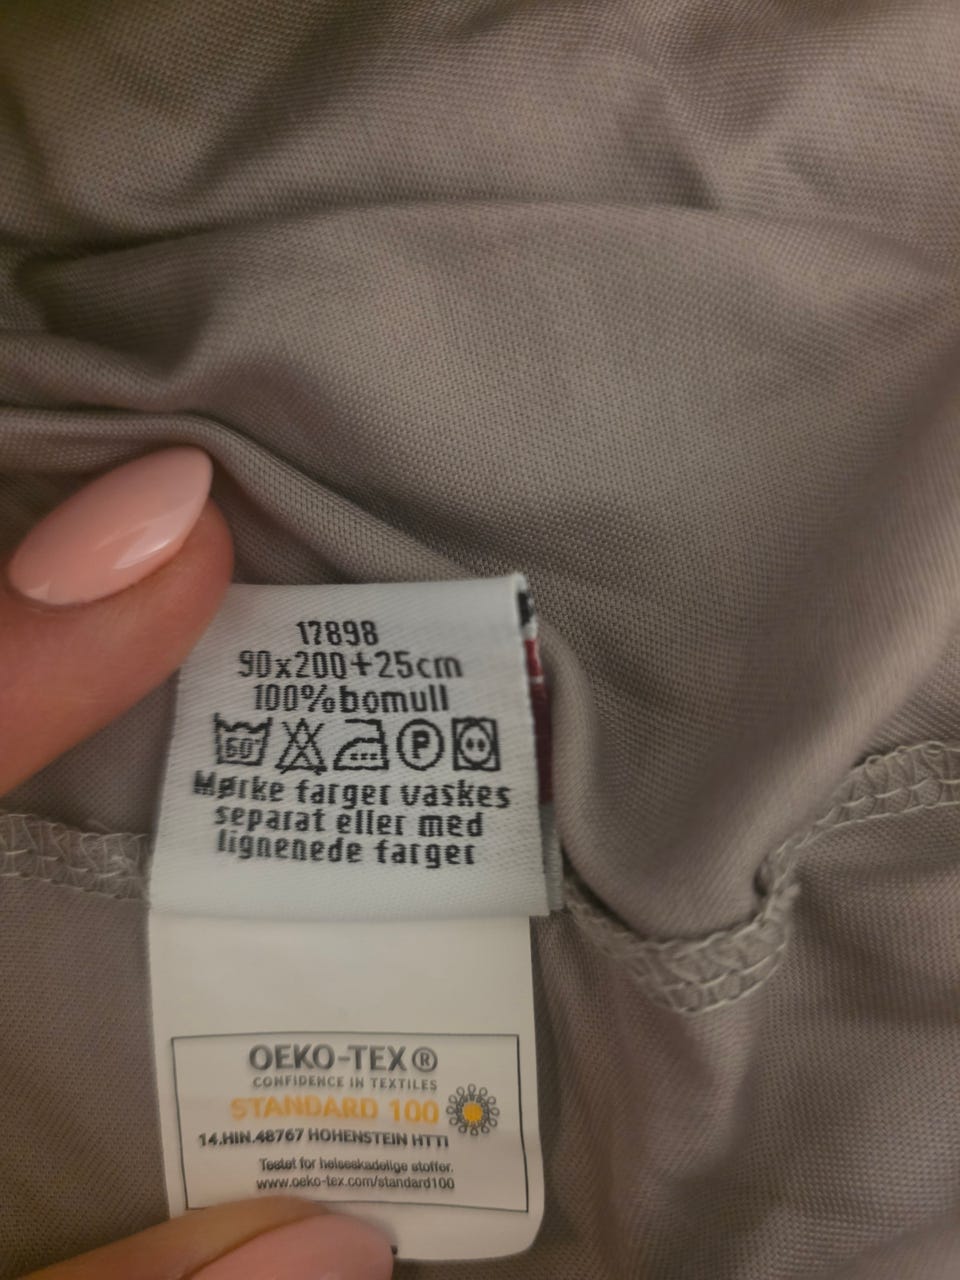 17898
90x200+25cm
100%bomull
60°
P
Mørke farger vaskes
separat eller med
lignenede farger
OEKO-TEX®
CONFIDENCE IN TEXTILES
STANDARD 100
14.HIN.48767 HOHENSTEIN HTTI
Testet for helseskadelige stoffer.
www.oeko-tex.com/standard100